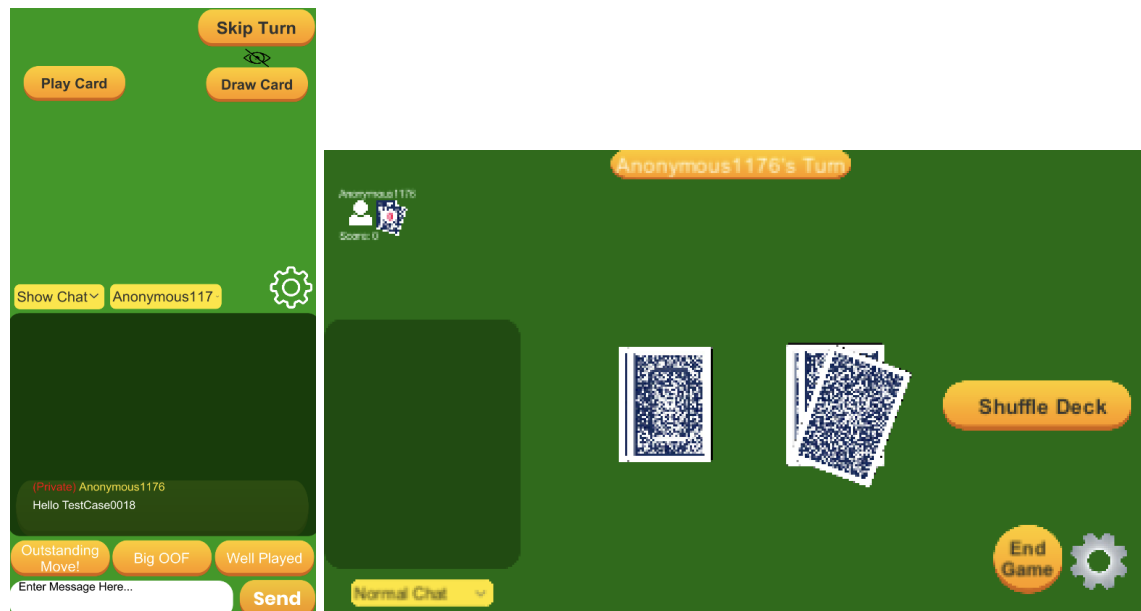 Skip Turn
Play Card
Draw Card
Show Chat
Anonymous117
(Private) Anonymous1176
Hello TestCase0018
Outstanding
Move!
Big OOF
Well Played
Enter Message Here...
Send
Anonymous1176's Turn
Anonymous1176
Score: 0
Shuffle Deck
End
Game
Normal Chat